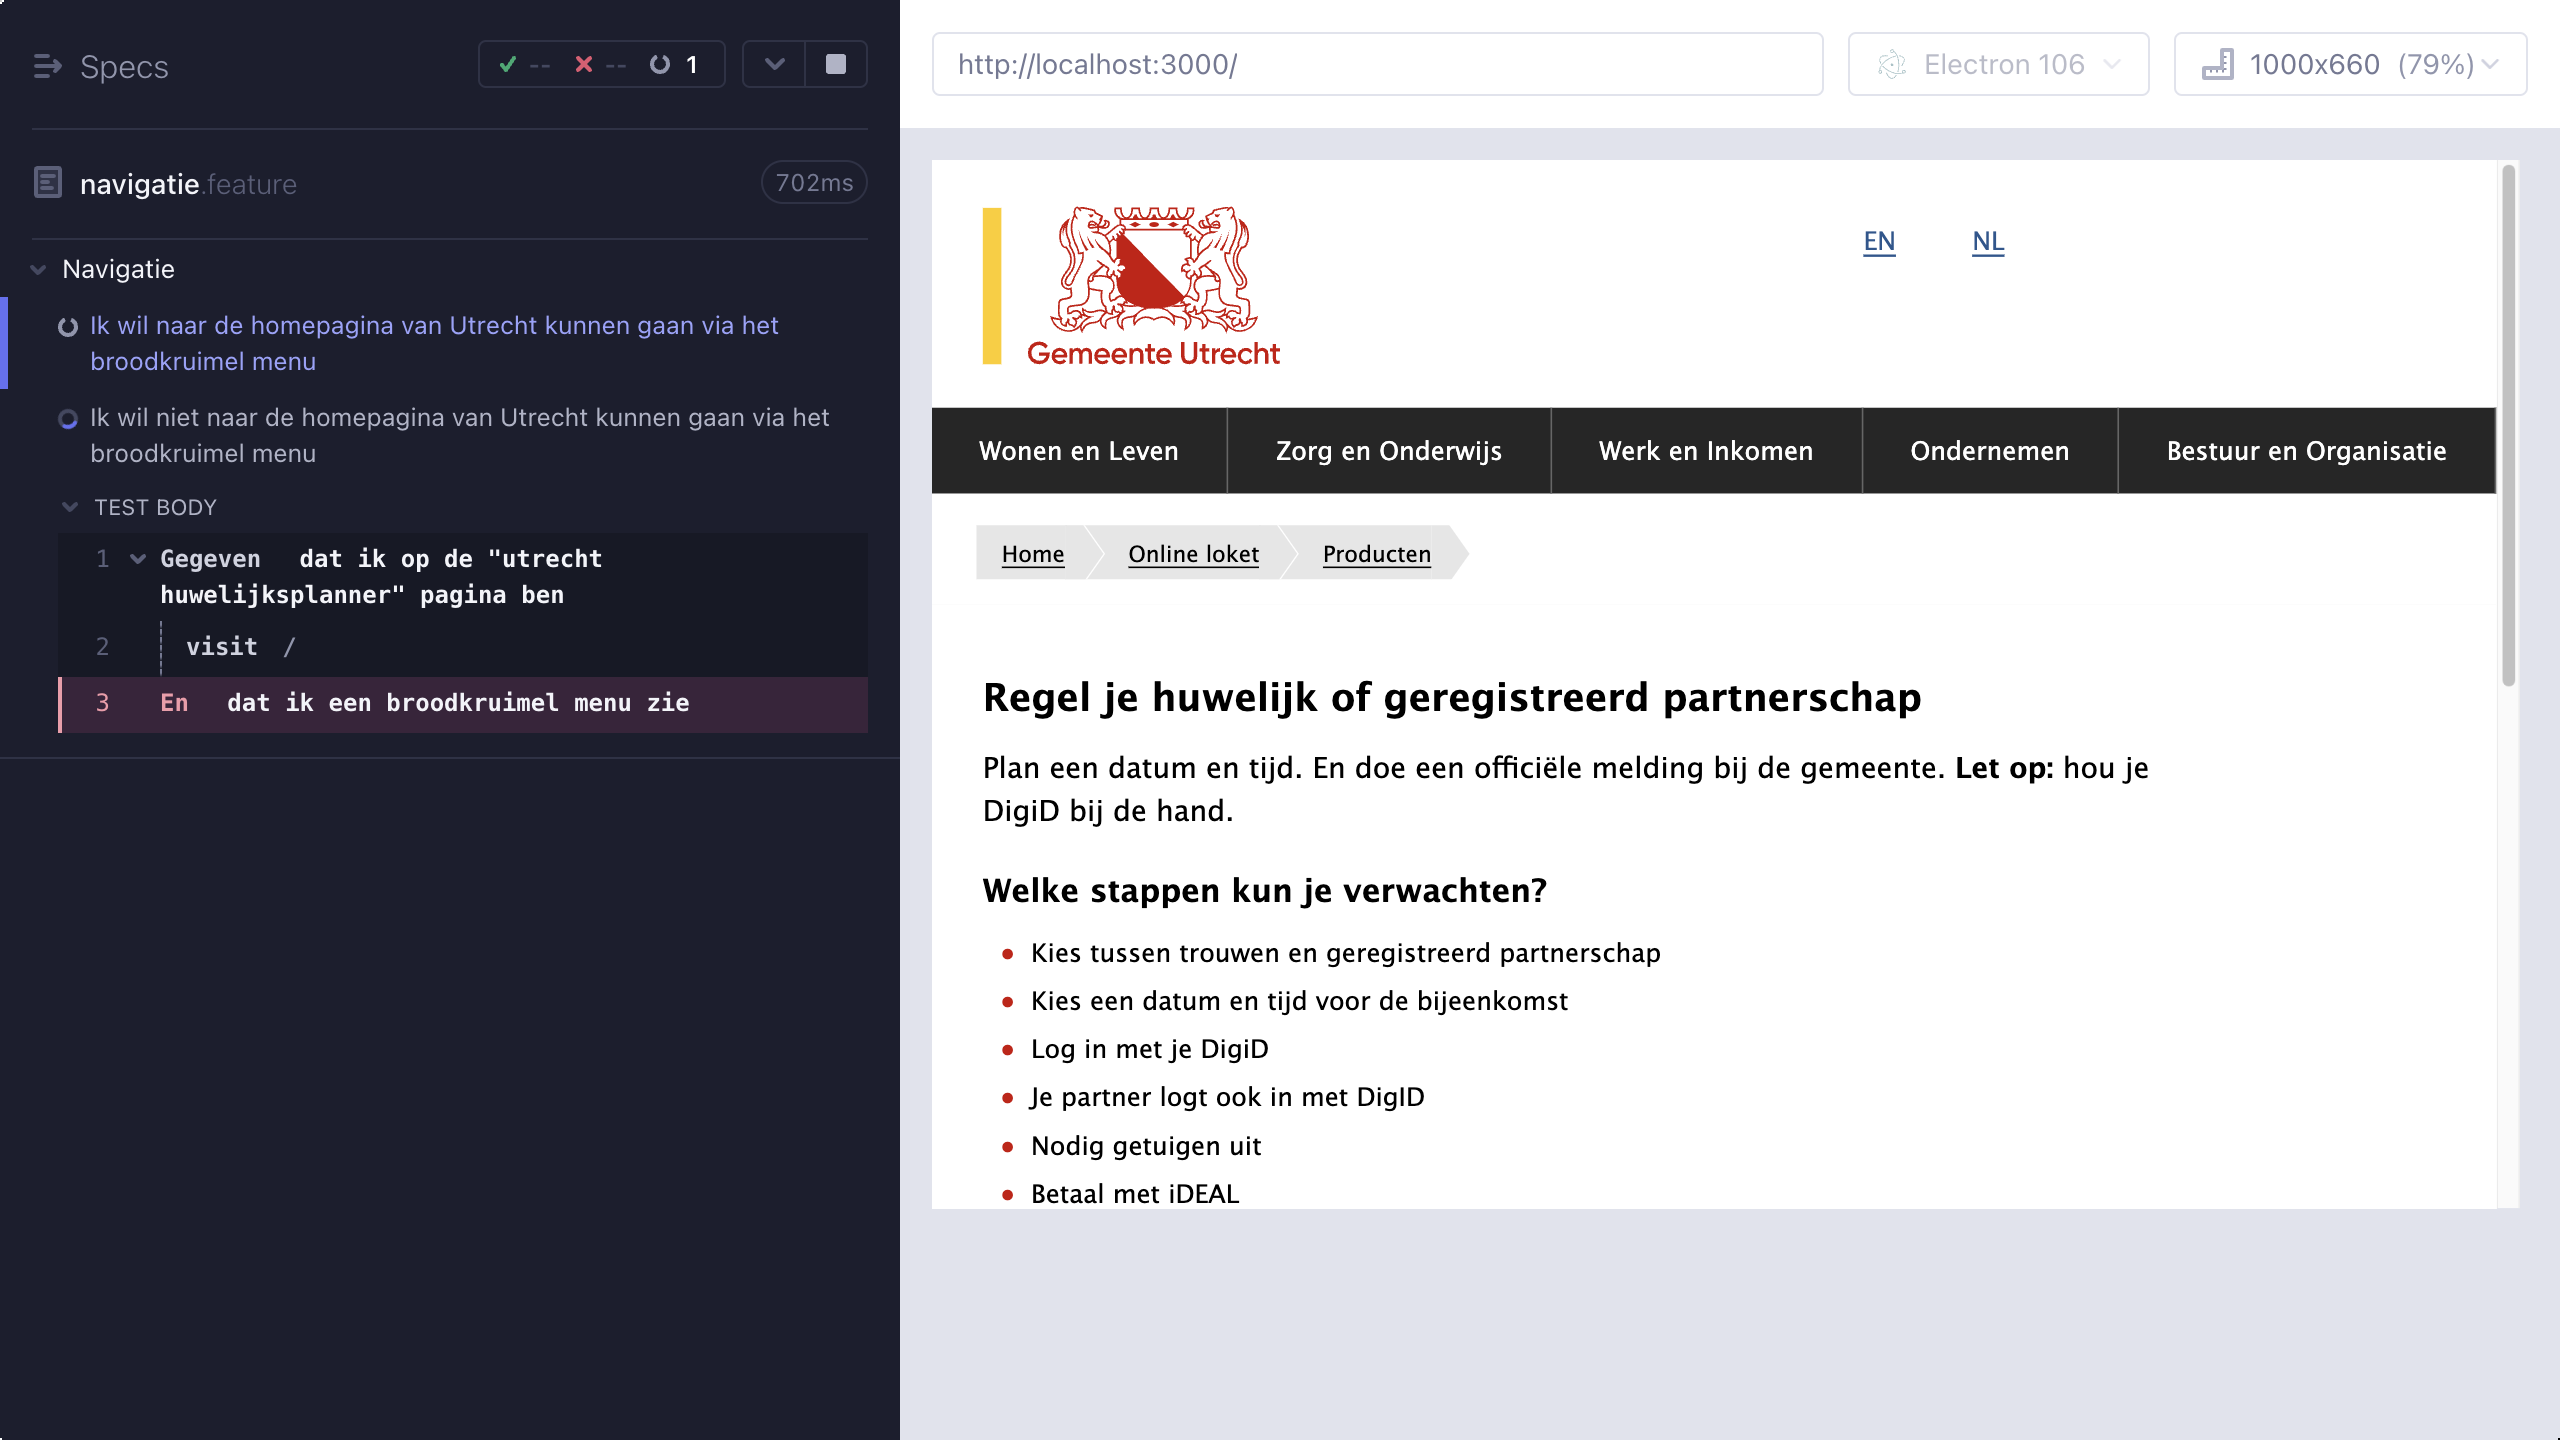 Specs
--
--
1
navigatie.feature
702ms
Navigatie
Ik wil naar de homepagina van Utrecht kunnen gaan via het
broodkruimel menu
Ik wil niet naar de homepagina van Utrecht kunnen gaan via het
broodkruimel menu
TEST BODY
1 Gegeven dat ik op de "utrecht
huwelijksplanner" pagina ben
2 visit /
3 En dat ik een broodkruimel menu zie
http://localhost:3000/
Electron 106
1000x660 (79%)
Gemeente Utrecht
EN NL
Wonen en Leven
Zorg en Onderwijs
Werk en Inkomen
Ondernemen
Bestuur en Organisatie
Home
Online loket
Producten
Regel je huwelijk of geregistreerd partnerschap
Plan een datum en tijd. En doe een officiële melding bij de gemeente. Let op: hou je
DigiD bij de hand.
Welke stappen kun je verwachten?
Kies tussen trouwen en geregistreerd partnerschap
Kies een datum en tijd voor de bijeenkomst
Log in met je DigiD
Je partner logt ook in met DigID
Nodig getuigen uit
Betaal met iDEAL